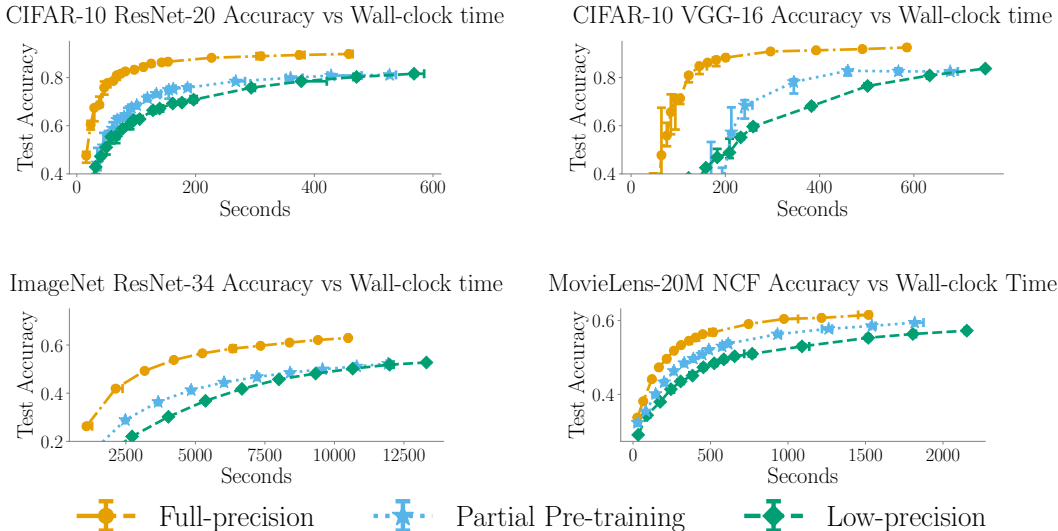 CIFAR-10 ResNet-20 Accuracy vs Wall-clock time
Test Accuracy
0.8
0.6
0.4
0 200 400 600
Seconds
CIFAR-10 VGG-16 Accuracy vs Wall-clock time
Test Accuracy
0.8
0.6
0.4
0 200 400 600
Seconds
ImageNet ResNet-34 Accuracy vs Wall-clock time
Test Accuracy
0.6
0.4
0.2
2500 5000 7500 10000 12500
Seconds
MovieLens-20M NCF Accuracy vs Wall-clock Time
Test Accuracy
0.6
0.4
0 500 1000 1500 2000
Seconds
Full-precision Partial Pre-training Low-precision